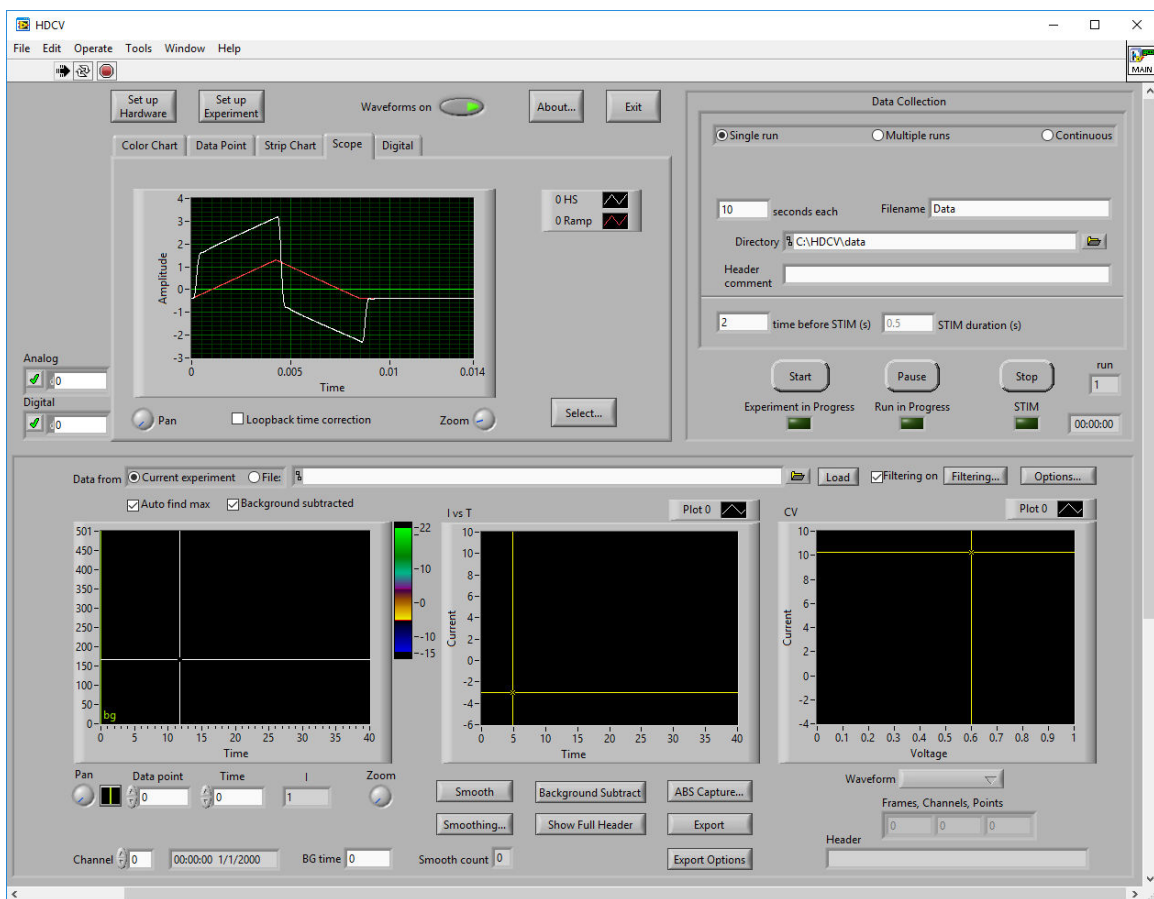 HDCV
File Edit Operate Tools Window Help
MAIN
Set up Hardware
Set up Experiment
Waveforms on
About...
Exit
Color Chart Data Point Strip Chart Scope Digital
Amplitude
4
3
2
1
0
-1
-2
-3
0 0.005 0.01 0.014
Time
0 HS
0 Ramp
Analog
0
Digital
0
Pan
Loopback time correction
Zoom
Select...
Data Collection
Single run Multiple runs Continuous
10 seconds each Filename Data
Directory C:\HDCV\data
Header comment
2 time before STIM (s) 0.5 STIM duration (s)
Start Pause Stop run
1
Experiment in Progress Run in Progress STIM
00:00:00
Data from Current experiment File: Load Filtering on Filtering... Options...
Auto find max Background subtracted
501
450
400
350
300
250
200
150
100
50
0
bg
0 5 10 15 20 25 30 35 40
Time
22
10
0
-10
-15
I vs T
Plot 0
Current
10
10
8
6
4
2
0
-2
-4
-6
0 5 10 15 20 25 30 35 40
Time
CV
Plot 0
Current
10
10
8
6
4
2
0
-2
-4
0 0.1 0.2 0.3 0.4 0.5 0.6 0.7 0.8 0.9 1
Voltage
Pan Data point Time I Zoom
0 0 1
Channel 0 00:00:00 1/1/2000 BG time 0
Smooth Background Subtract ABS Capture...
Smoothing... Show Full Header Export
Smooth count 0 Export Options
Waveform
Frames, Channels, Points
0 0 0
Header